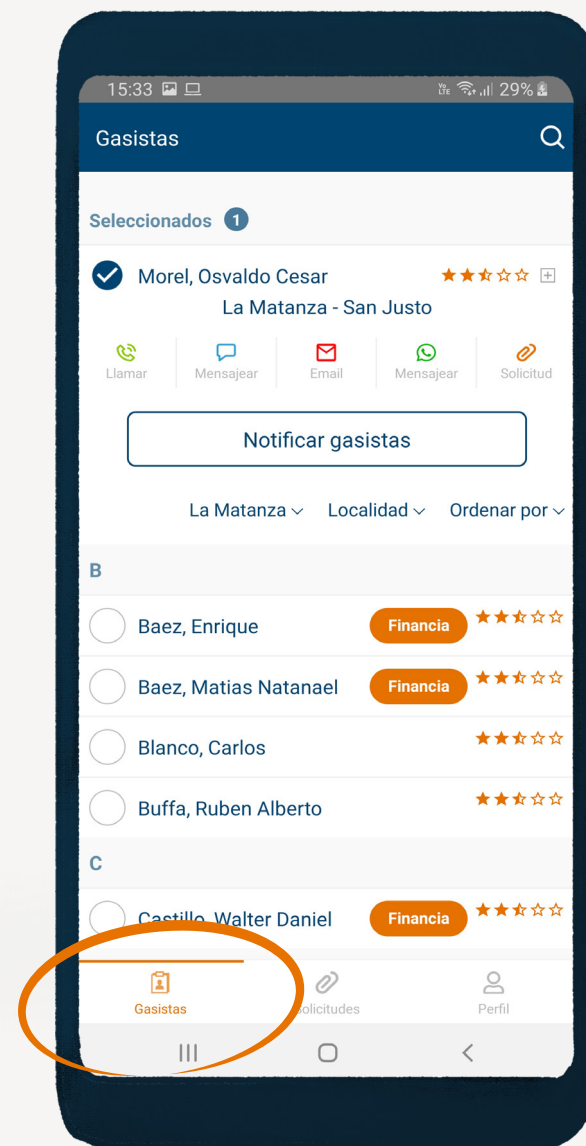 15:33 Vo LTE 29%
Gasistas
Seleccionados 1
Morel, Osvaldo Cesar
La Matanza - San Justo
Llamar Mensajear Email Mensajear Solicitud
Notificar gasistas
La Matanza Localidad Ordenar por
B
Baez, Enrique Financia
Baez, Matias Natanael Financia
Blanco, Carlos
Buffa, Ruben Alberto
C
Castillo, Walter Daniel Financia
Gasistas Solicitudes Perfil